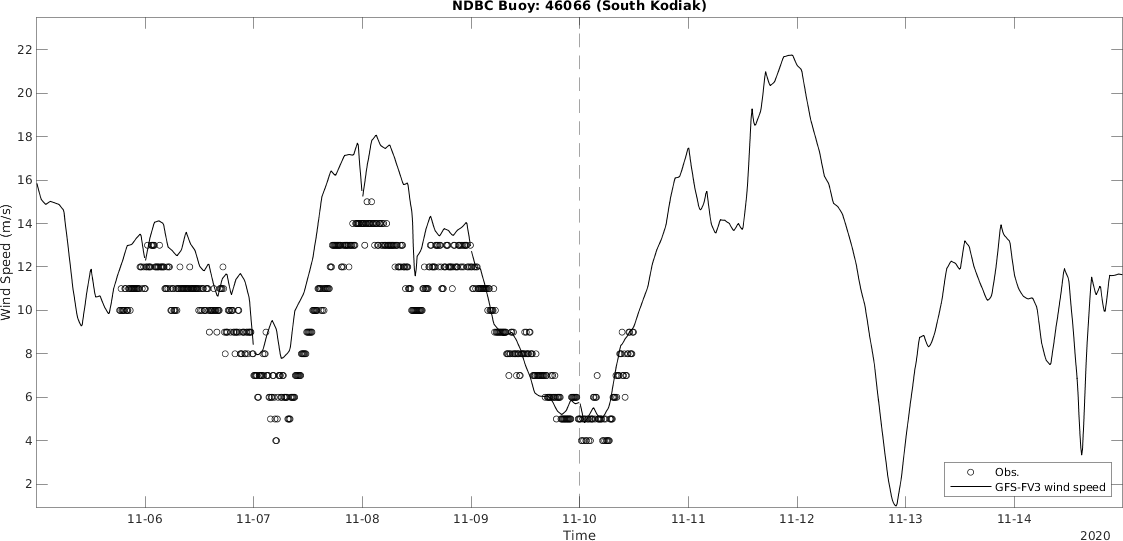 NDBC Buoy: 46066 (South Kodiak)
Wind Speed (m/s)
22
20
18
16
14
12
10
8
6
4
2
Obs.
GFS-FV3 wind speed
11-06 11-07 11-08 11-09 11-10 11-11 11-12 11-13 11-14
Time
2020